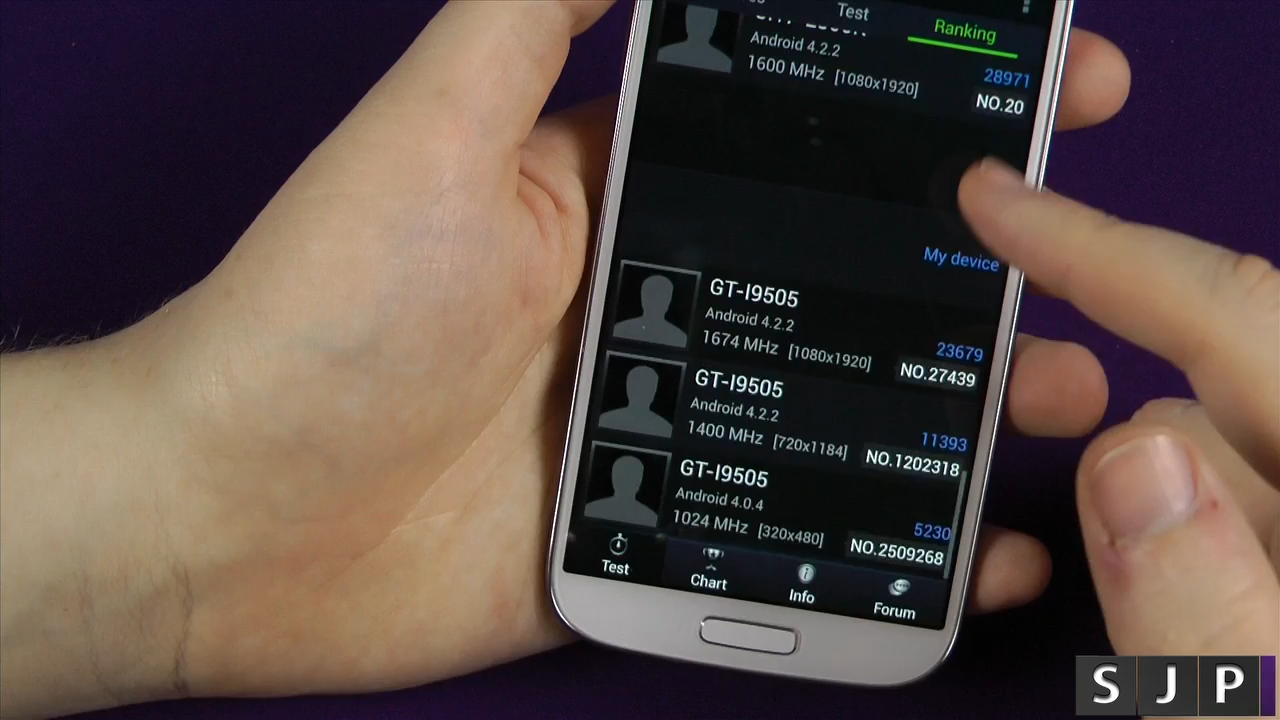 Test
Ranking
Android 4.2.2
1600 MHz [1080x1920]
28971
NO.20
My device
GT-I9505
Android 4.2.2
1674 MHz [1080x1920]
23679
NO.27439
GT-I9505
Android 4.2.2
1400 MHz [720x1184]
11393
NO.1202318
GT-I9505
Android 4.0.4
1024 MHz [320x480]
5230
NO.2509268
Test
Chart
Info
Forum
SJP